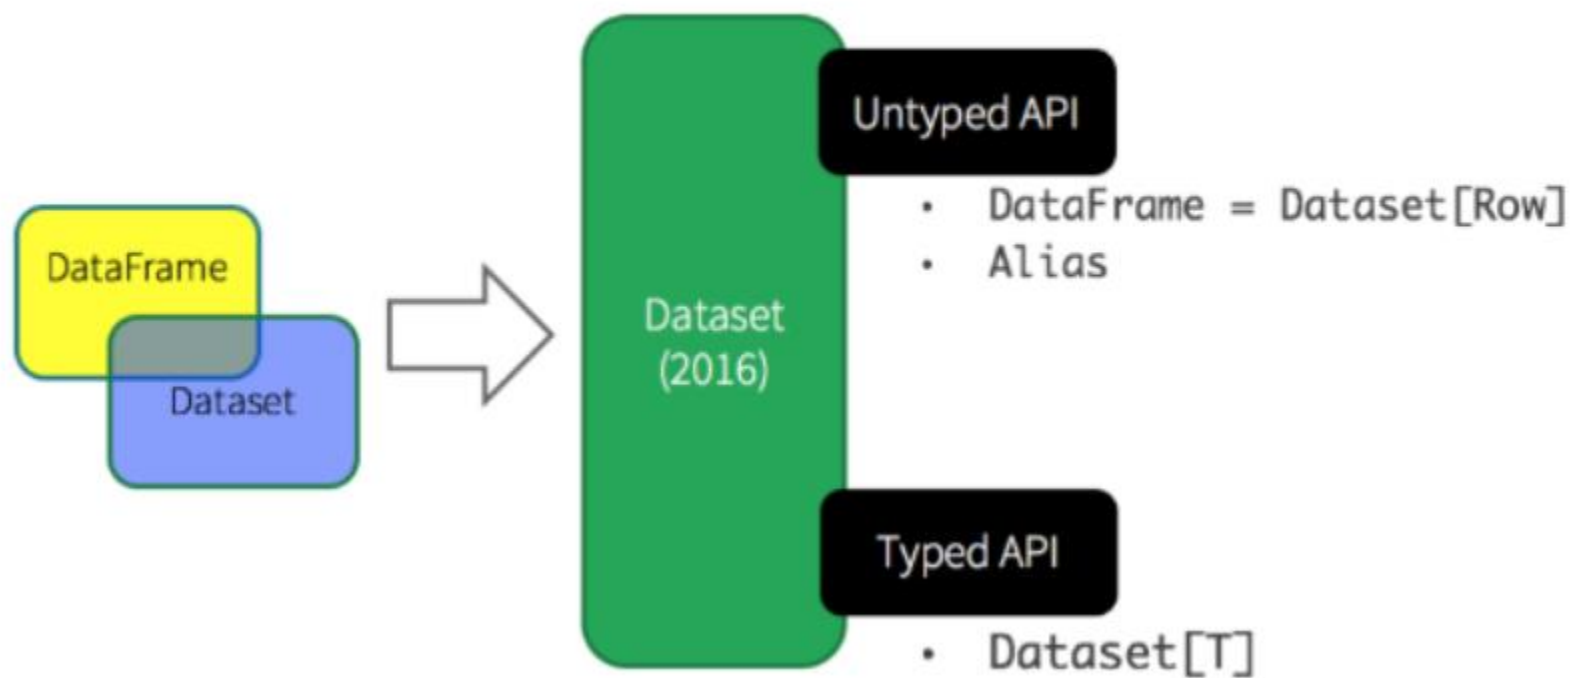 DataFrame
Dataset
Dataset
(2016)
Untyped API
• DataFrame = Dataset[Row]
• Alias
Typed API
• Dataset[T]